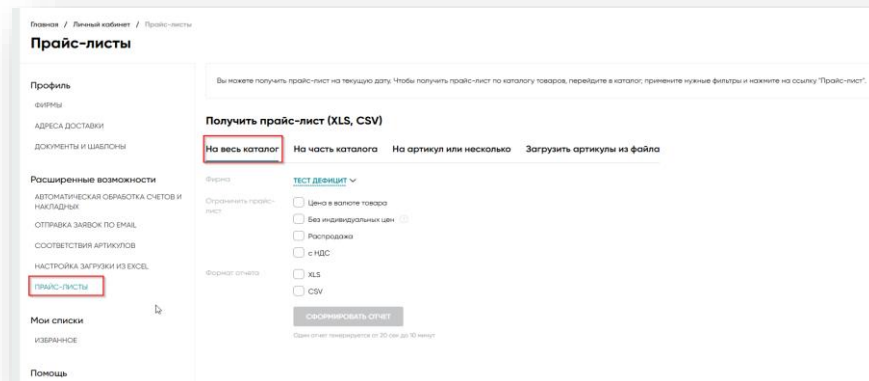 Главная / Личный кабинет / Прайс-листы
Прайс-листы
Профиль
ФИРМЫ
АДРЕСА ДОСТАВКИ
ДОКУМЕНТЫ И ШАБЛОНЫ
Расширенные возможности
АВТОМАТИЧЕСКАЯ ОБРАБОТКА СЧЕТОВ И
НАКЛАДНЫХ
ОТПРАВКА ЗАЯВОК ПО EMAIL
СООТВЕТСТВИЯ АРТИКУЛОВ
НАСТРОЙКА ЗАГРУЗКИ ИЗ EXCEL
ПРАЙС-ЛИСТЫ
Мои списки
ИЗБРАННОЕ
Помощь
Вы можете получить прайс-лист на текущую дату. Чтобы получить прайс-лист по каталогу товаров, перейдите в каталог, примените нужные фильтры и нажмите на ссылку "Прайс-лист".
Получить прайс-лист (XLS, CSV)
На весь каталог На часть каталога На артикул или несколько Загрузить артикулы из файла
Фирма ТЕСТ ДЕФИЦИТ
Ограничить прайс-
лист
Цена в валюте товара
Без индивидуальных цен
Распродажа
с НДС
Формат отчета XLS
CSV
СФОРМИРОВАТЬ ОТЧЕТ
Один отчет генерируется от 20 сек до 10 минут